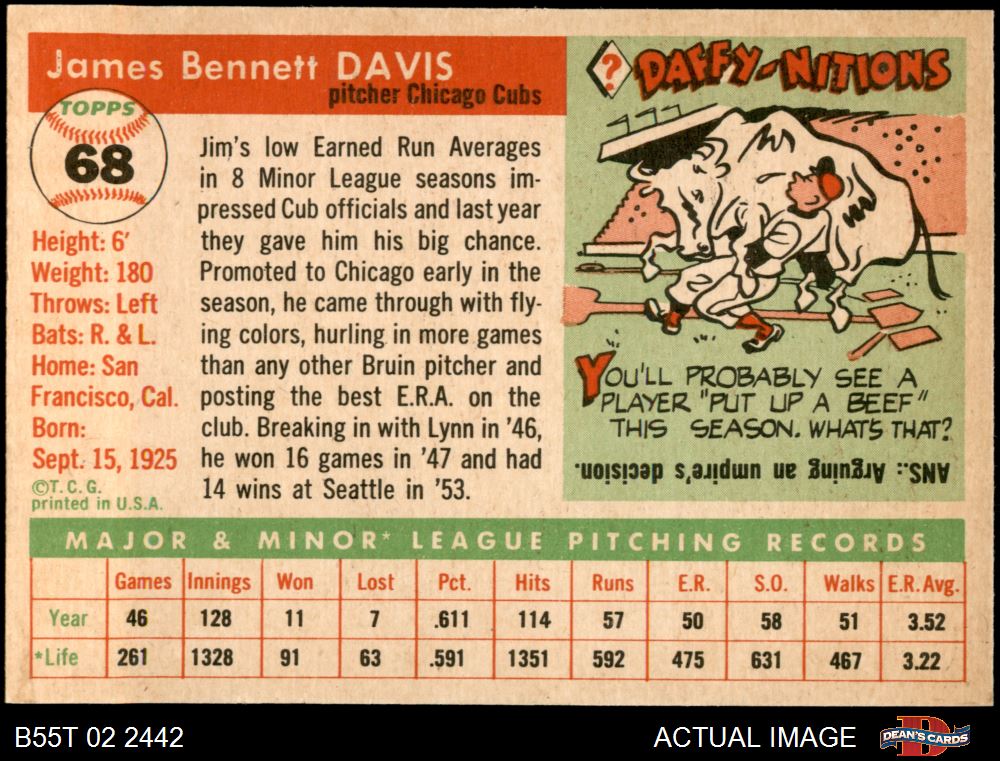 James Bennett DAVIS
pitcher Chicago Cubs
TOPPS
68
Height: 6'
Weight: 180
Throws: Left
Bats: R. & L.
Home: San
Francisco, Cal.
Born:
Sept. 15, 1925
©T. C. G.
printed in U.S.A.
Jim's low Earned Run Averages
in 8 Minor League seasons im-
pressed Cub officials and last year
they gave him his big chance.
Promoted to Chicago early in the
season, he came through with fly-
ing colors, hurling in more games
than any other Bruin pitcher and
posting the best E.R.A. on the
club. Breaking in with Lynn in '46,
he won 16 games in '47 and had
14 wins at Seattle in '53.
? DAFFY-NITIONS
YOU'LL PROBABLY SEE A
PLAYER "PUT UP A BEEF"
THIS SEASON. WHATS THAT?
ANS.: Arguing an umpire's decision.
MAJOR & MINOR* LEAGUE PITCHING RECORDS
Games Innings Won Lost Pct. Hits Runs E.R. S.O. Walks E.R. Avg.
Year 46 128 11 7 .611 114 57 50 58 51 3.52
*Life 261 1328 91 63 .591 1351 592 475 631 467 3.22
B55T 02 2442
ACTUAL IMAGE
D
DEAN'S CARDS